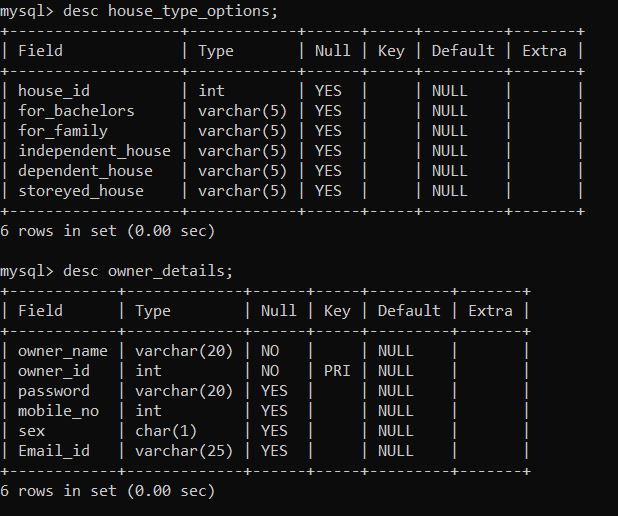 mysql> desc house_type_options;
+-------------------+------------+------+-----+---------+-------+
| Field             | Type       | Null | Key | Default | Extra |
+-------------------+------------+------+-----+---------+-------+
| house_id          | int        | YES  |     | NULL    |       |
| for_bachelors     | varchar(5) | YES  |     | NULL    |       |
| for_family        | varchar(5) | YES  |     | NULL    |       |
| independent_house | varchar(5) | YES  |     | NULL    |       |
| dependent_house   | varchar(5) | YES  |     | NULL    |       |
| storeyed_house    | varchar(5) | YES  |     | NULL    |       |
+-------------------+------------+------+-----+---------+-------+
6 rows in set (0.00 sec)
mysql> desc owner_details;
+------------+-------------+------+-----+---------+-------+
| Field      | Type        | Null | Key | Default | Extra |
+------------+-------------+------+-----+---------+-------+
| owner_name | varchar(20) | NO   |     | NULL    |       |
| owner_id   | int         | NO   | PRI | NULL    |       |
| password   | varchar(20) | YES  |     | NULL    |       |
| mobile_no  | int         | YES  |     | NULL    |       |
| sex        | char(1)     | YES  |     | NULL    |       |
| Email_id   | varchar(25) | YES  |     | NULL    |       |
+------------+-------------+------+-----+---------+-------+
6 rows in set (0.00 sec)